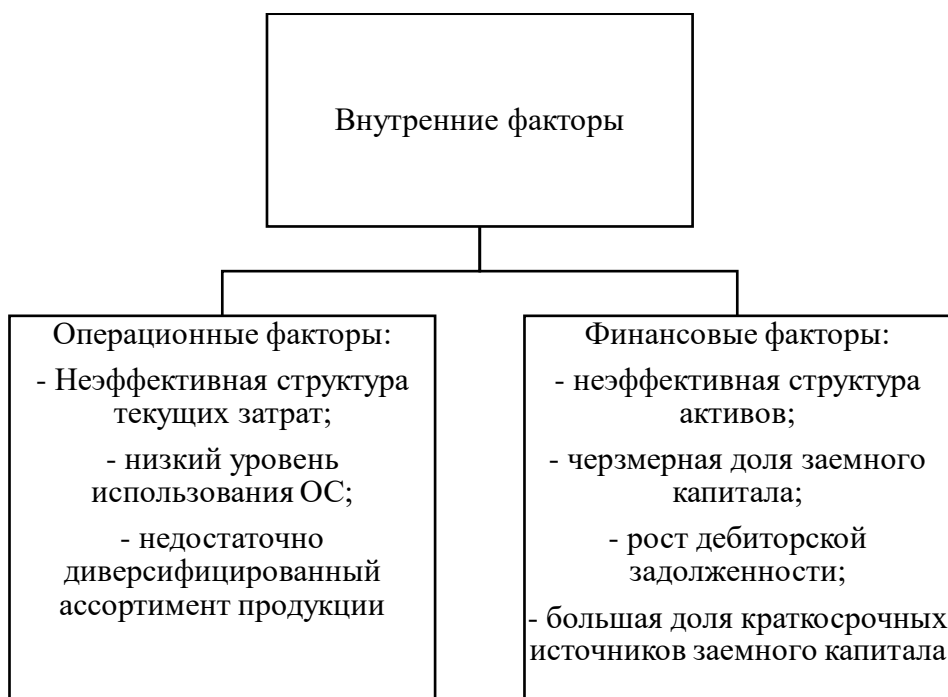 Внутренние факторы
Операционные факторы:
- Неэффективная структура
текущих затрат;
- низкий уровень
использования ОС;
- недостаточно
диверсифицированный
ассортимент продукции
Финансовые факторы:
- неэффективная структура
активов;
- черзмерная доля заемного
капитала;
- рост дебиторской
задолженности;
- большая доля краткосрочных
источников заемного капитала